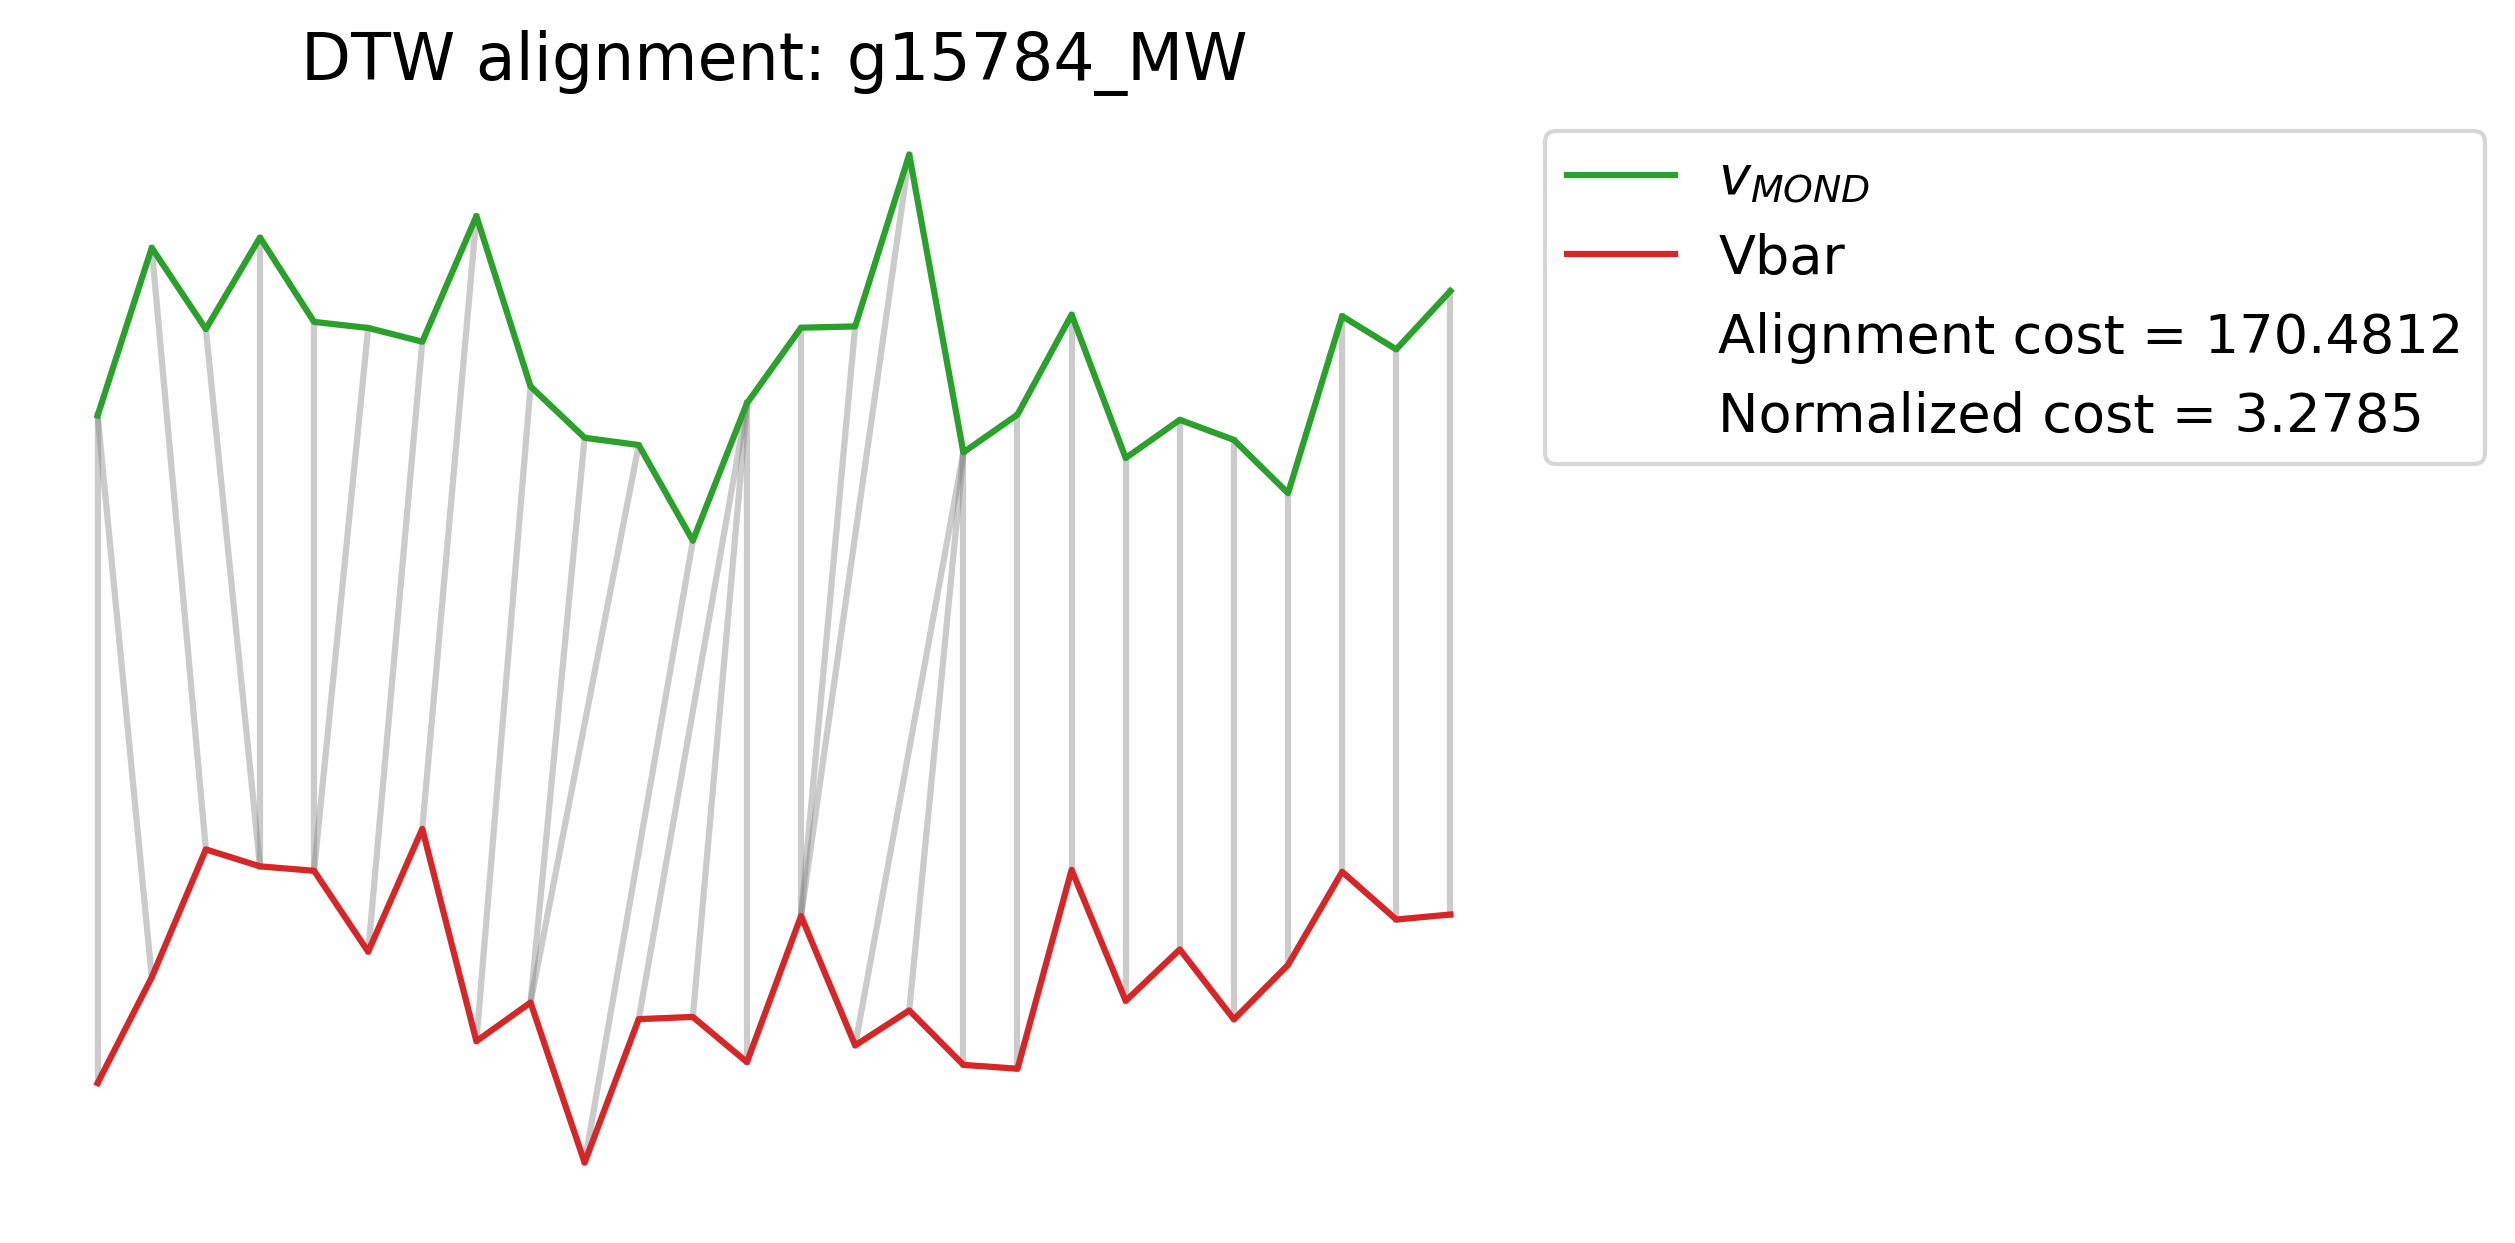 DTW alignment: g15784_MW
v_MOND
Vbar
Alignment cost = 170.4812
Normalized cost = 3.2785